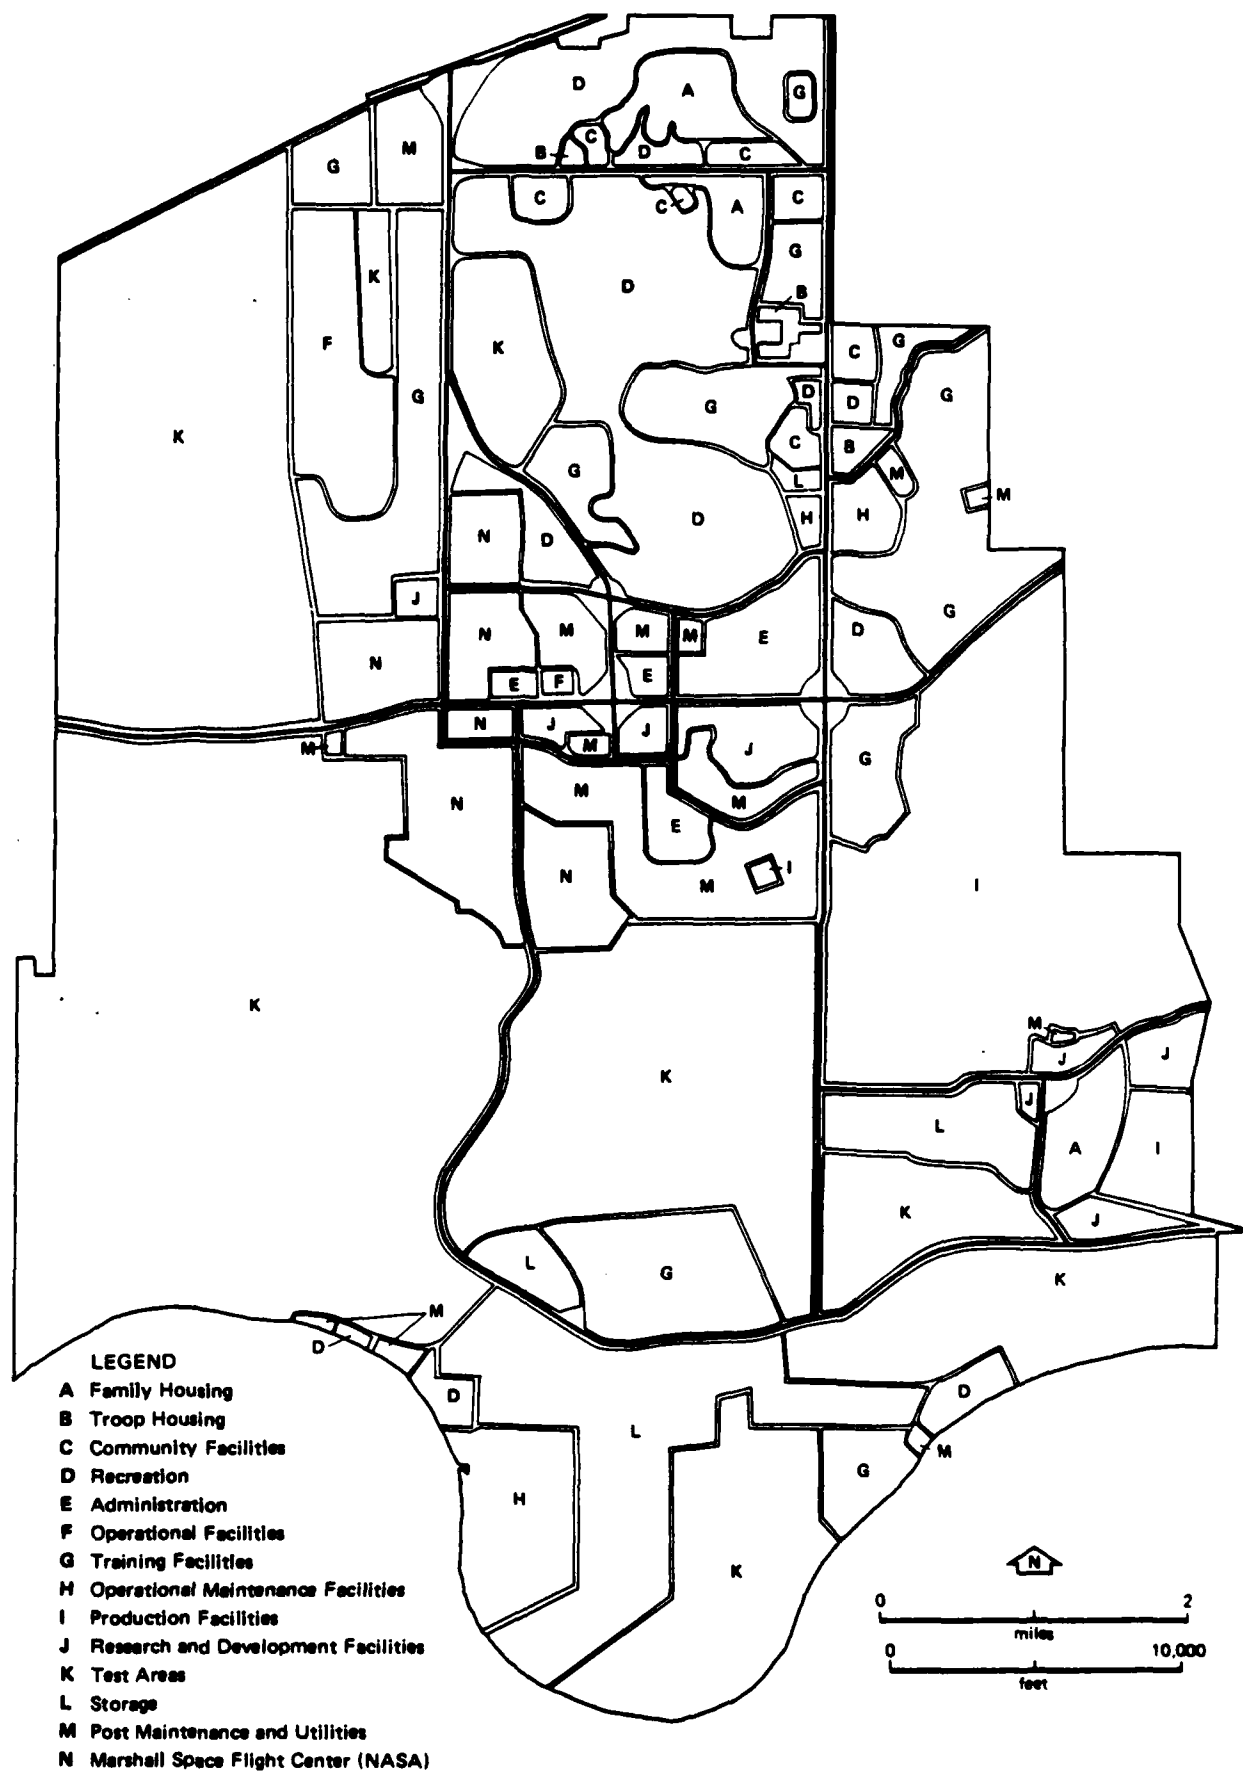 D
A
G
C
M
B
D
C
G
C
C
A
C
G
D
B
K
F
K
C
G
G
D
D
G
G
K
C
B
G
M
L
M
N
D
D
H
H
J
G
N
M
M
M
E
D
N
E
E
F
N
J
J
J
M
M
G
M
N
M
E
I
N
M
I
K
M
J
J
K
J
L
A
I
K
J
L
G
K
M
D
D
D
L
M
H
G
K
LEGEND
A Family Housing
B Troop Housing
C Community Facilities
D Recreation
E Administration
F Operational Facilities
G Training Facilities
H Operational Maintenance Facilities
I Production Facilities
J Research and Development Facilities
K Test Areas
L Storage
M Post Maintenance and Utilities
N Marshall Space Flight Center (NASA)
N
0 2
miles
0 10,000
feet